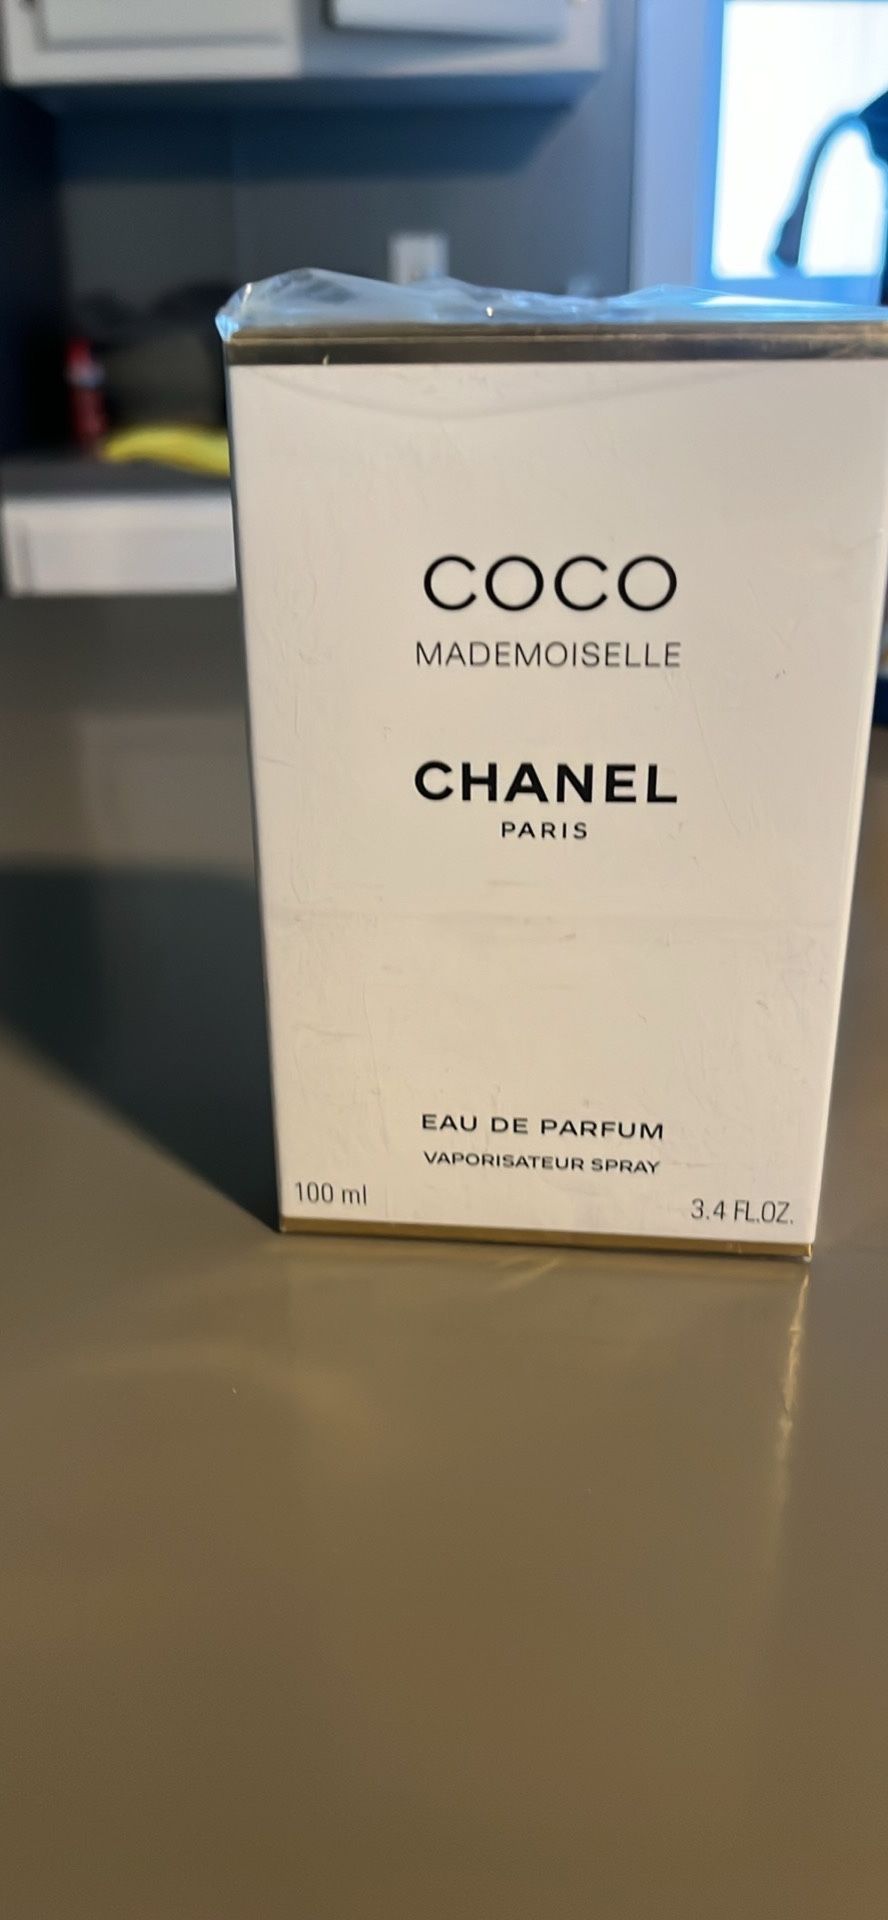 COCO
MADEMOISELLE
CHANEL
PARIS
EAU DE PARFUM
VAPORISATEUR SPRAY
100 ml
3.4 FL.OZ.